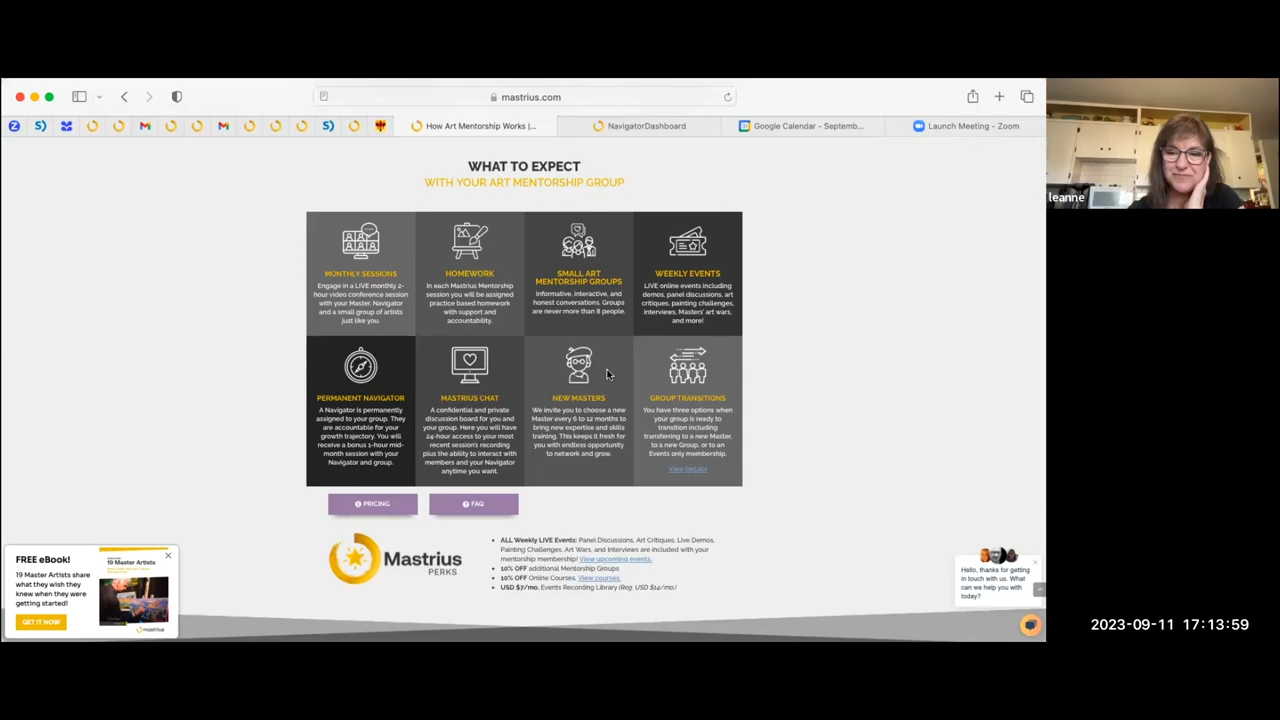 mastrius.com
How Art Mentorship Works |...
NavigatorDashboard
Google Calendar - Septemb...
Launch Meeting - Zoom
leanne
WHAT TO EXPECT
WITH YOUR ART MENTORSHIP GROUP
MONTHLY SESSIONS
Engage in a LIVE monthly 2-
hour video conference session
with your Master, Navigator
and a small group of artists
just like you.
HOMEWORK
In each Mastrius Mentorship
session you will be assigned
practice based homework
with support and
accountability.
SMALL ART
MENTORSHIP GROUPS
Informative, interactive, and
honest conversations. Groups
are never more than 8 people.
WEEKLY EVENTS
LIVE online events including
demos, panel discussions, art
critiques, painting challenges,
interviews, Masters' art wars,
and more!
PERMANENT NAVIGATOR
A Navigator is permanently
assigned to your group. They
are accountable for your
growth trajectory. You will
receive a bonus 1-hour mid-
month session with your
Navigator and group.
MASTRIUS CHAT
A confidential and private
discussion board for you and
your group. Here you will have
24-hour access to your most
recent session's recording
plus the ability to interact with
members and your Navigator
anytime you want.
NEW MASTERS
We invite you to choose a new
Master every 6 to 12 months to
bring new expertise and skills
training. This keeps it fresh for
you with endless opportunity
to network and grow.
GROUP TRANSITIONS
You have three options when
your group is ready to
transition including
transferring to a new Master,
to a new Group, or to an
Events only membership.
View Details
PRICING
FAQ
Mastrius
PERKS
• ALL Weekly LIVE Events: Panel Discussions, Art Critiques, Live Demos,
Painting Challenges, Art Wars, and Interviews are included with your
mentorship membership! View upcoming events.
• 10% OFF additional Mentorship Groups
• 10% OFF Online Courses. View courses.
• USD $7/mo. Events Recording Library (Reg. USD $14/mo.)
FREE eBook!
19 Master Artists share
what they wish they
knew when they were
getting started!
GET IT NOW
19 Master Artists
mastrius
Hello, thanks for getting
in touch with us. What
can we help you with
today?
2023-09-11 17:13:59